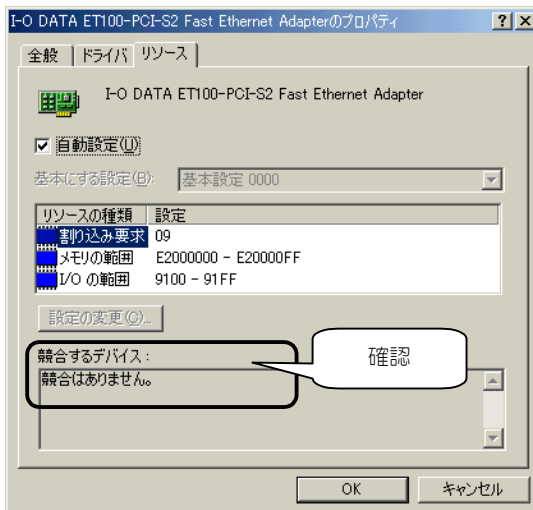 I-O DATA ET100-PCI-S2 Fast Ethernet Adapterのプロパティ
全般 ドライバ リソース
I-O DATA ET100-PCI-S2 Fast Ethernet Adapter
自動設定(U)
基本にする設定(B): 基本設定 0000
リソースの種類 設定
割り込み要求 09
メモリの範囲 E2000000 - E20000FF
I/O の範囲 9100 - 91FF
設定の変更(C)...
競合するデバイス:
確認
競合はありません。
OK キャンセル